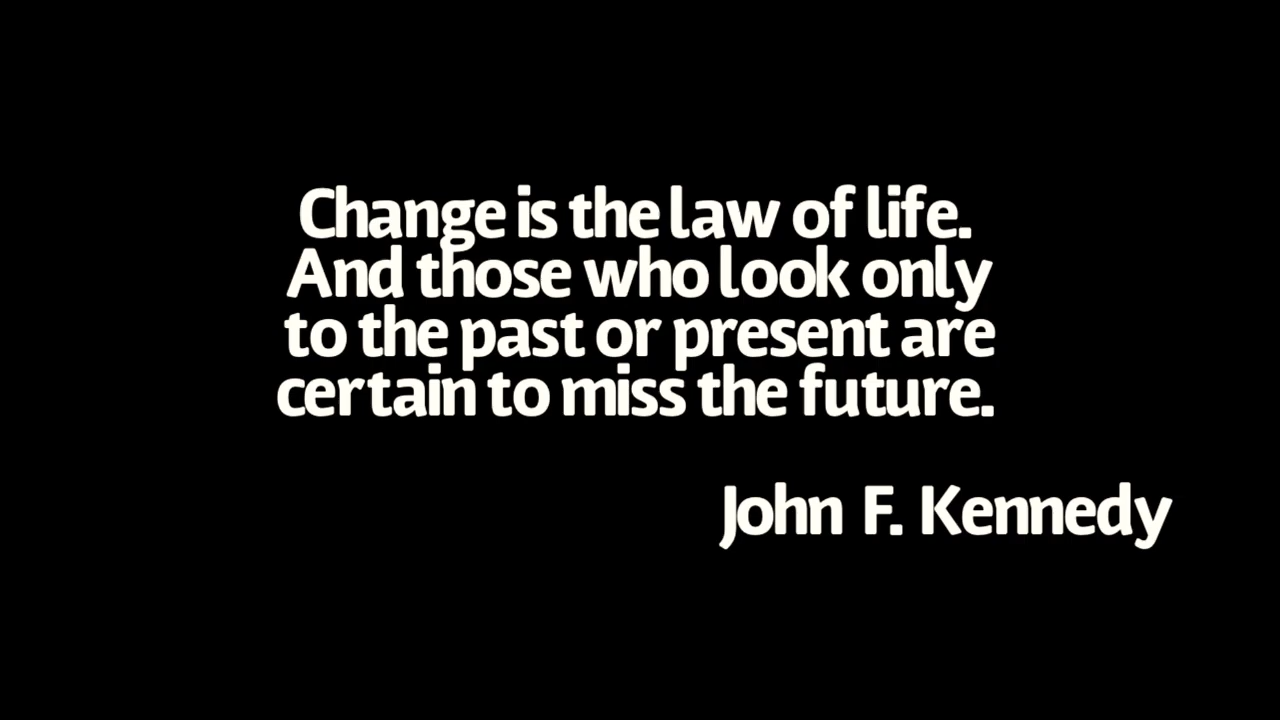 Change is the law of life.
And those who look only
to the past or present are
certain to miss the future.
John F. Kennedy